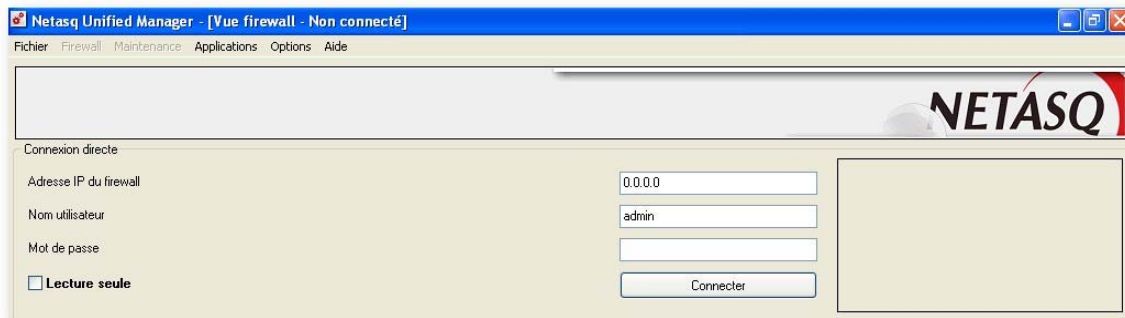 Netasq Unified Manager - [Vue firewall - Non connecté]
Fichier Firewall Maintenance Applications Options Aide
NETASQ
Connexion directe
Adresse IP du firewall 0.0.0.0
Nom utilisateur admin
Mot de passe
Lecture seule Connecter